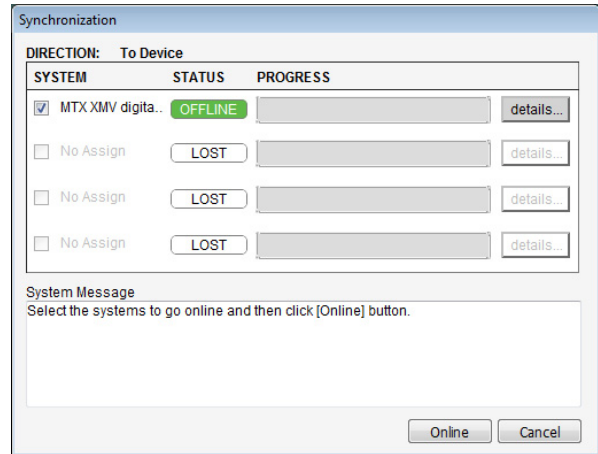 Synchronization
DIRECTION: To Device
SYSTEM STATUS PROGRESS
MTX XMV digita.. OFFLINE details...
No Assign LOST details...
No Assign LOST details...
No Assign LOST details...
System Message
Select the systems to go online and then click [Online] button.
Online Cancel